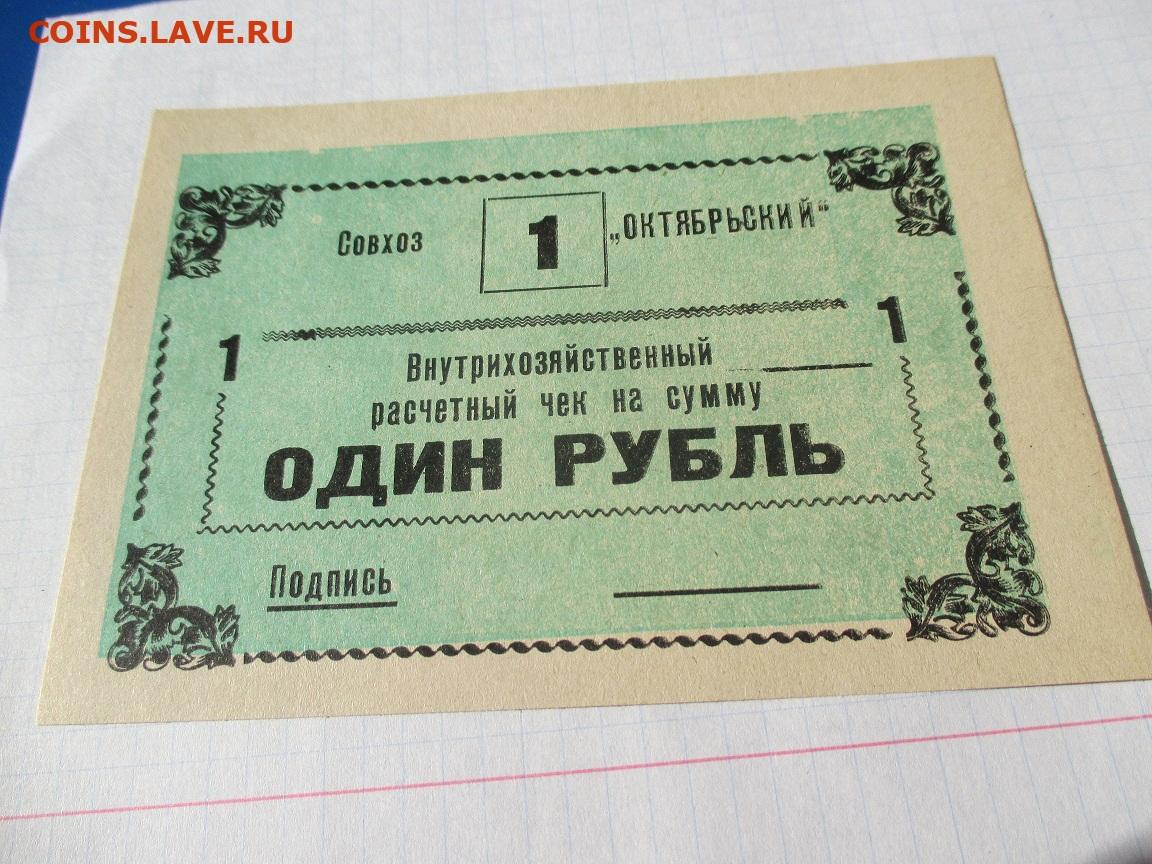 COINS.LAVE.RU
Совхоз 1 „ОКТЯБРЬСКИЙ“
1 1
Внутрихозяйственный
расчетный чек на сумму
ОДИН РУБЛЬ
Подпись